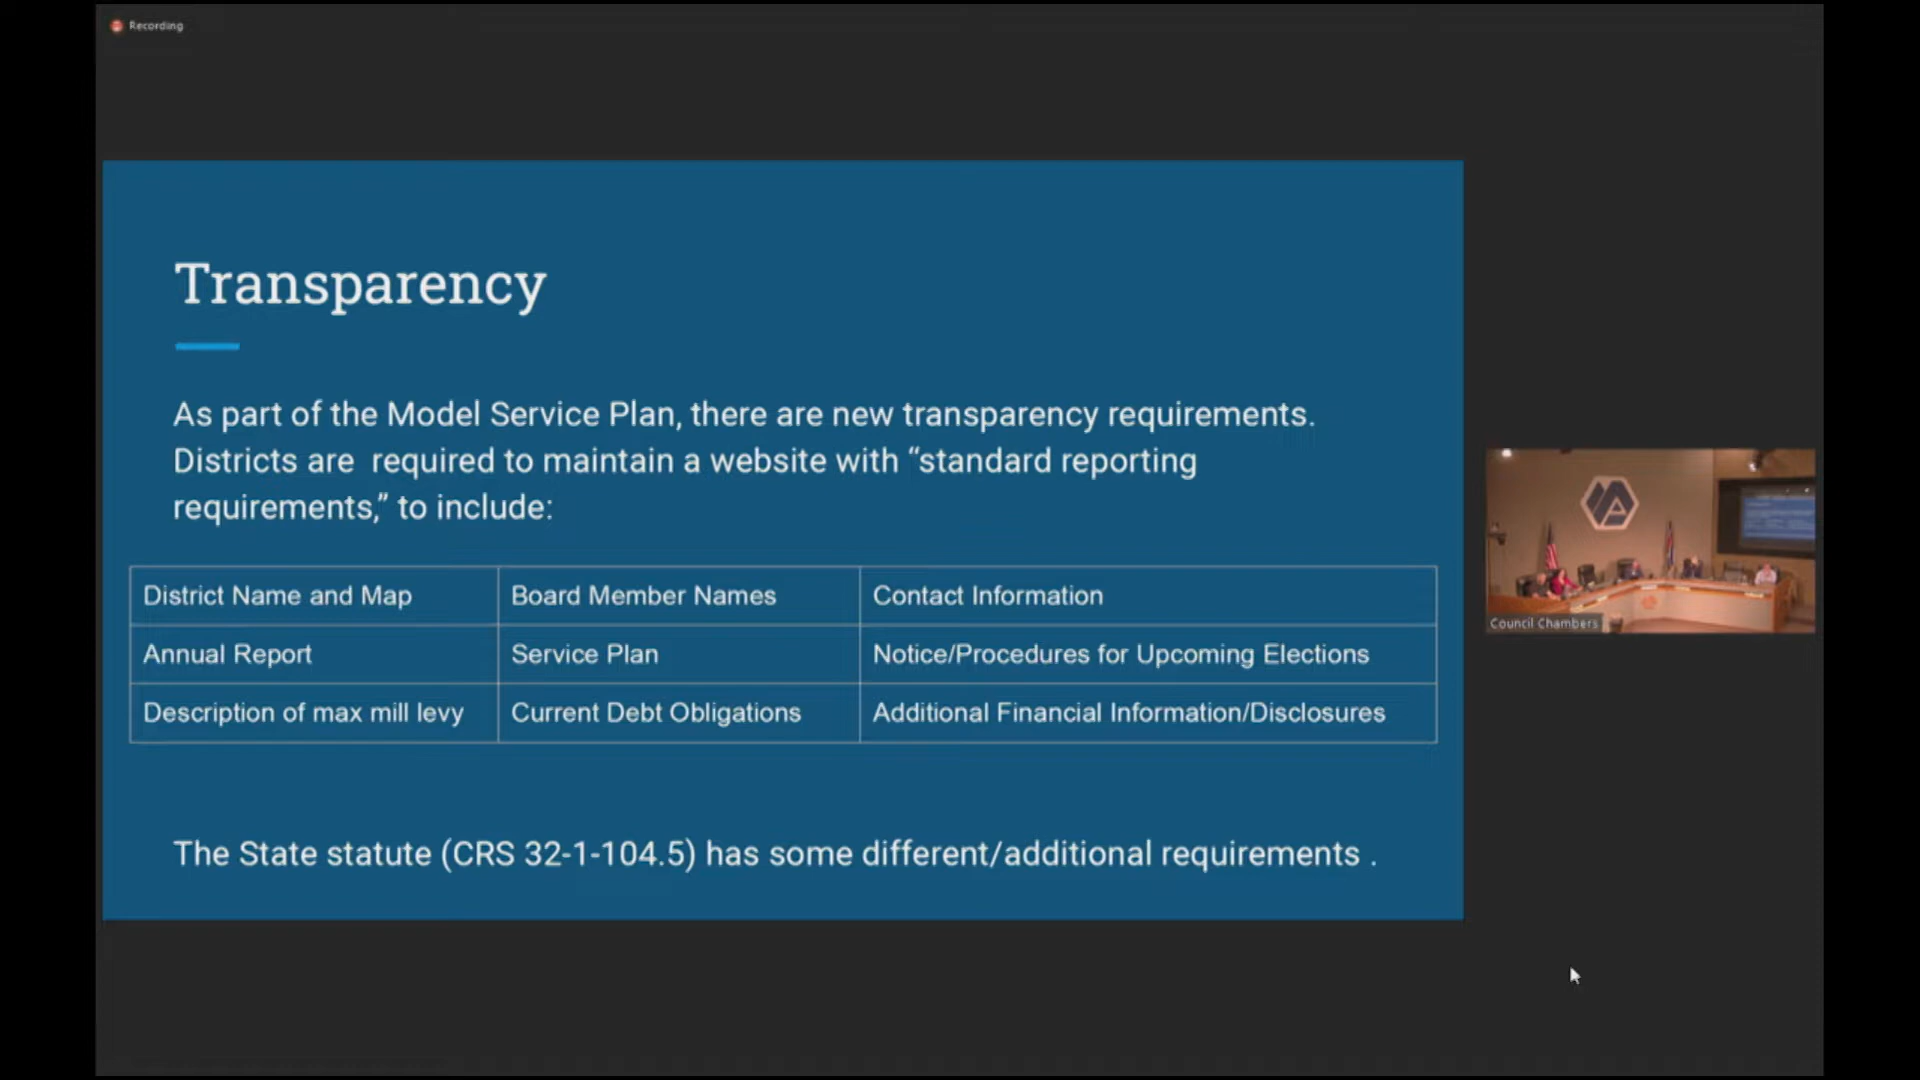 Recording
Transparency
As part of the Model Service Plan, there are new transparency requirements.
Districts are required to maintain a website with “standard reporting
requirements,” to include:
District Name and Map Board Member Names Contact Information
Annual Report Service Plan Notice/Procedures for Upcoming Elections
Description of max mill levy Current Debt Obligations Additional Financial Information/Disclosures
The State statute (CRS 32-1-104.5) has some different/additional requirements .
Council Chambers